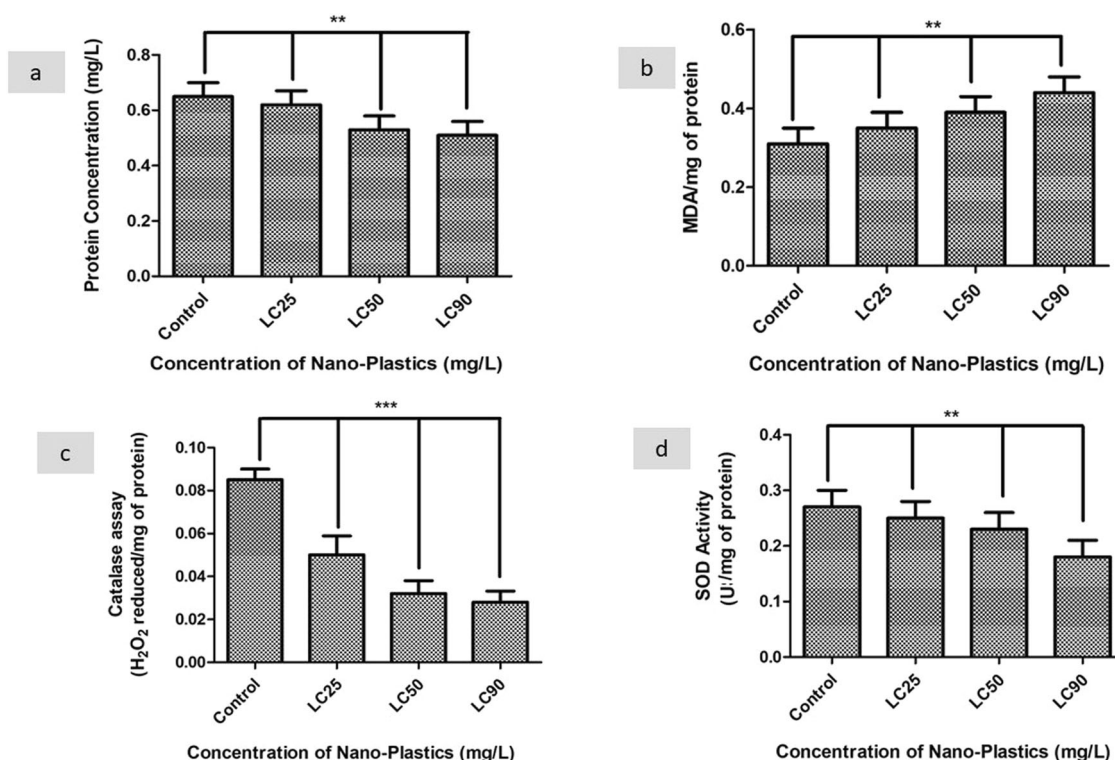 a
**
Protein Concentration (mg/L)
0.8
0.6
0.4
0.2
0.0
Control
LC25
LC50
LC90
Concentration of Nano-Plastics (mg/L)
b
**
MDA/mg of protein
0.6
0.4
0.2
0.0
Control
LC25
LC50
LC90
Concentration of Nano-Plastics (mg/L)
c
***
Catalase assay
(H₂O₂ reduced/mg of protein)
0.10
0.08
0.06
0.04
0.02
0.00
Control
LC25
LC50
LC90
Concentration of Nano-Plastics (mg/L)
d
**
SOD Activity
(U:/mg of protein)
0.4
0.3
0.2
0.1
0.0
Control
LC25
LC50
LC90
Concentration of Nano-Plastics (mg/L)